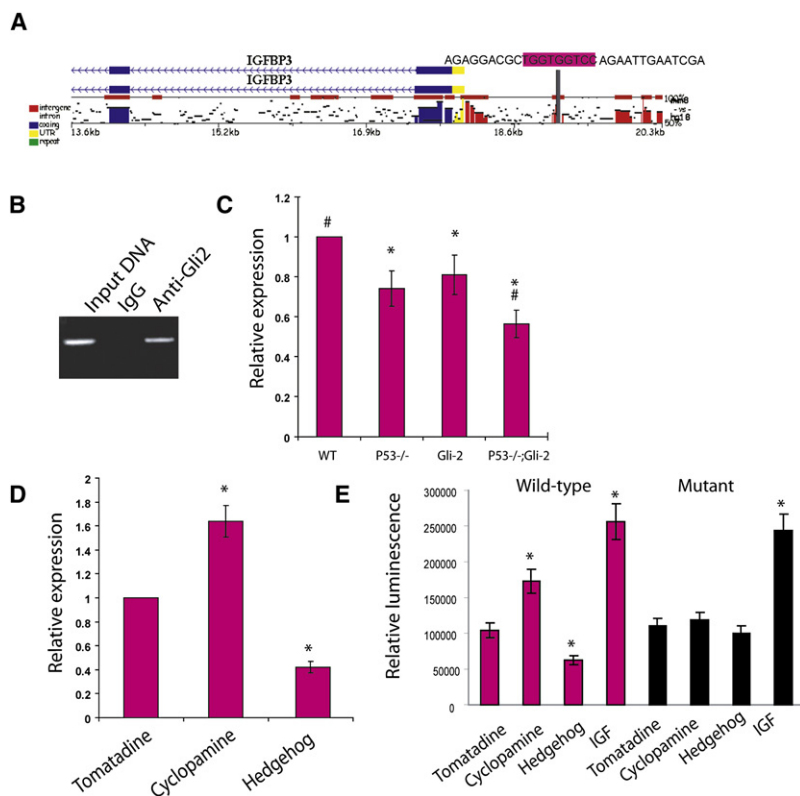 A
IGFBP3
AGAGGACGCTGGTGGTCCAGAATTGAATCGA
IGFBP3
100%
intergenic
intron
coding
UTR
repeat
- vs -
hg18
50%
13.6kb 15.2kb 16.9kb 18.6kb 20.3kb
B
Input DNA
IgG
Anti-Gli2
C
Relative expression
1.2
1
0.8
0.6
0.4
0.2
0
#
*
*
*
#
WT P53-/- Gli-2 P53-/-;Gli-2
D
Relative expression
2
1.8
1.6
1.4
1.2
1
0.8
0.6
0.4
0.2
0
*
*
Tomatadine Cyclopamine Hedgehog
E
Relative luminescence
Wild-type Mutant
300000
250000
200000
150000
100000
50000
0
*
*
*
*
Tomatadine Cyclopamine Hedgehog IGF Tomatadine Cyclopamine Hedgehog IGF